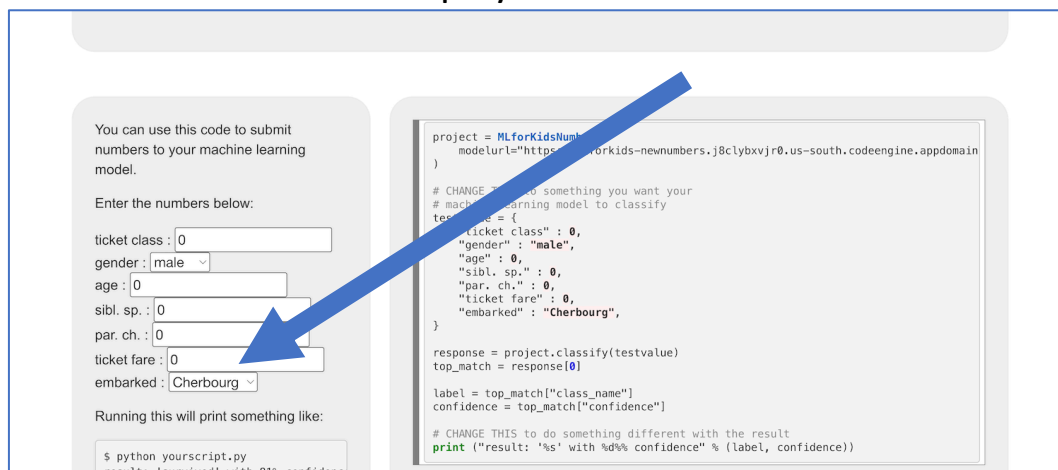 You can use this code to submit
numbers to your machine learning
model.
Enter the numbers below:
ticket class : 0
gender : male
age : 0
sibl. sp. : 0
par. ch. : 0
ticket fare : 0
embarked : Cherbourg
Running this will print something like:
$ python yourscript.py
project = MLforKidsNumb
modelurl="https orkids-newnumbers.j8clybxvjr0.us-south.codeengine.appdomain
)
# CHANGE to something you want your
# learning model to classify
= {
"ticket class" : 0,
"gender" : "male",
"age" : 0,
"sibl. sp." : 0,
"par. ch." : 0,
"ticket fare" : 0,
"embarked" : "Cherbourg",
}
response = project.classify(testvalue)
top_match = response[0]
label = top_match["class_name"]
confidence = top_match["confidence"]
# CHANGE THIS to do something different with the result
print ("result: '%s' with %d%% confidence" % (label, confidence))